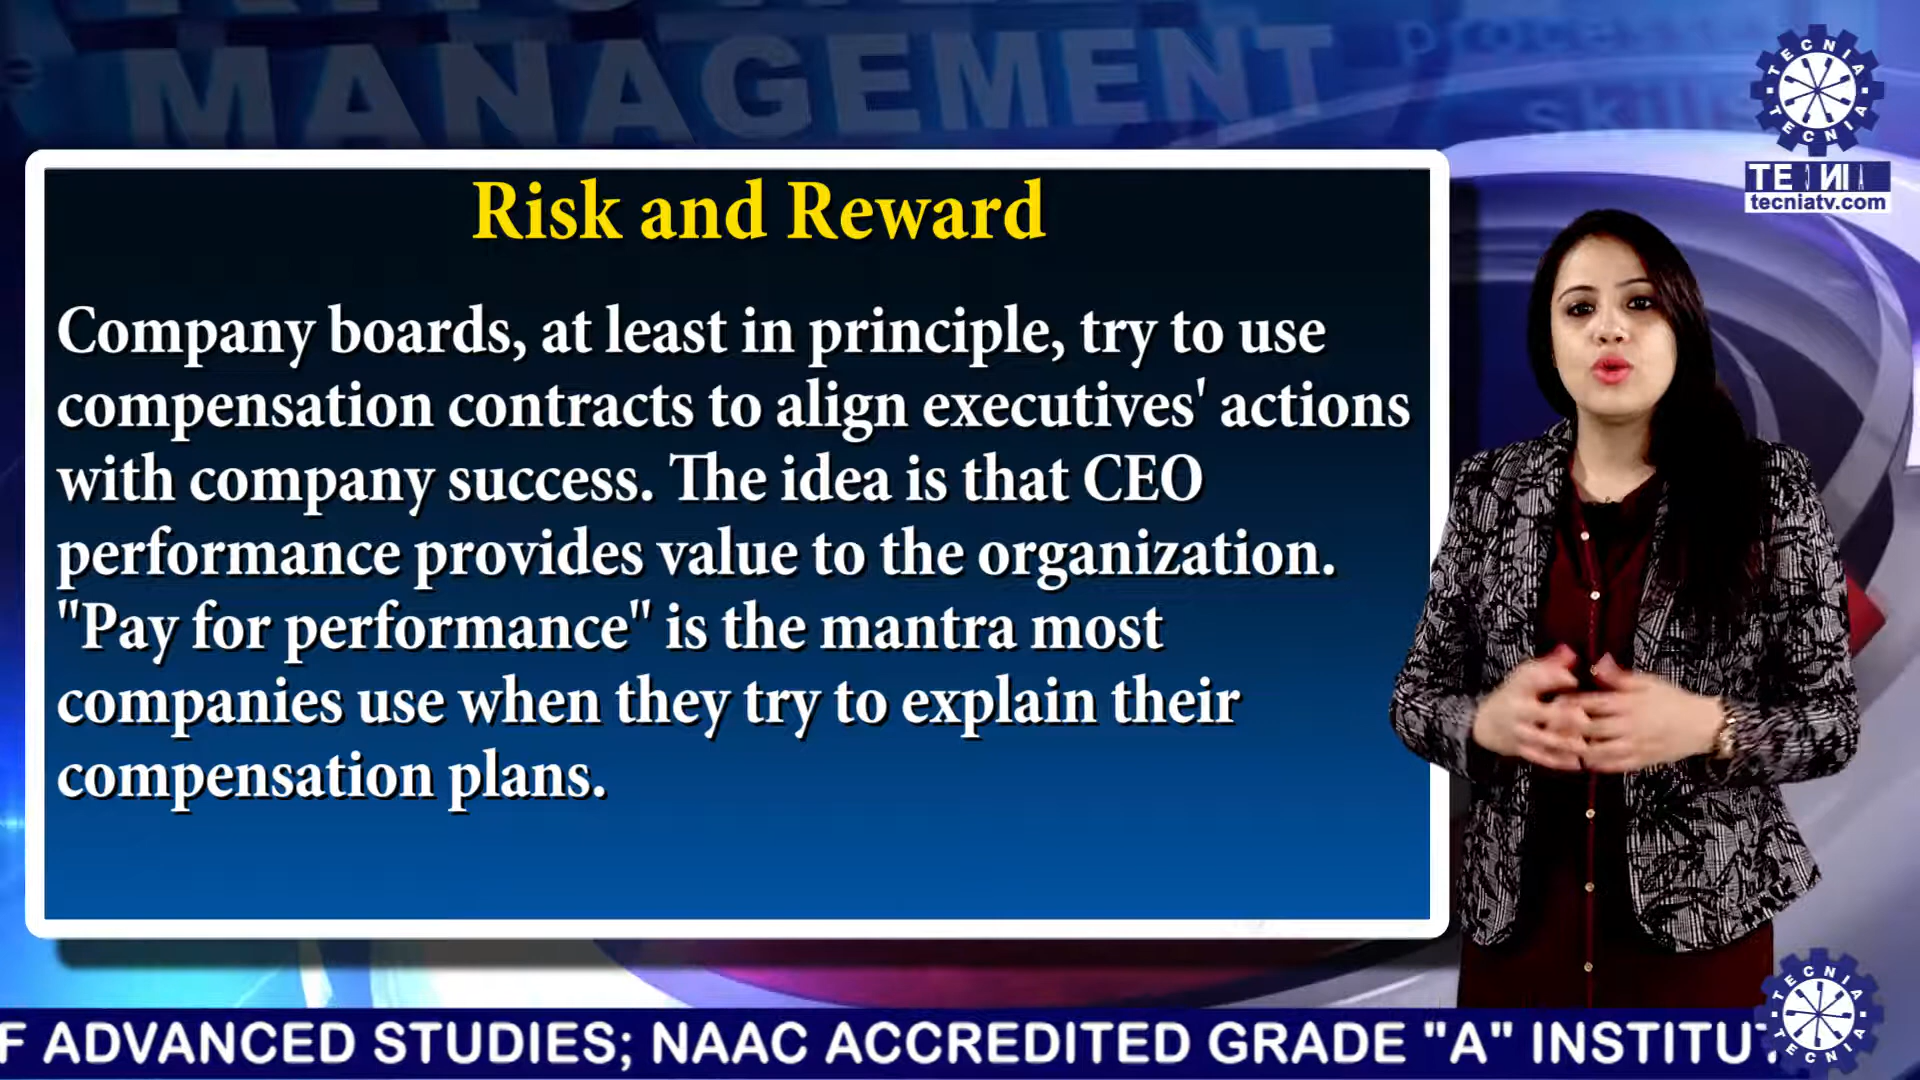 MANAGEMENT
processes
skills
TECNIA
TECNIA
tecniatv.com
Risk and Reward
Company boards, at least in principle, try to use
compensation contracts to align executives' actions
with company success. The idea is that CEO
performance provides value to the organization.
"Pay for performance" is the mantra most
companies use when they try to explain their
compensation plans.
F ADVANCED STUDIES; NAAC ACCREDITED GRADE "A" INSTITU
TECNIA
TECNIA